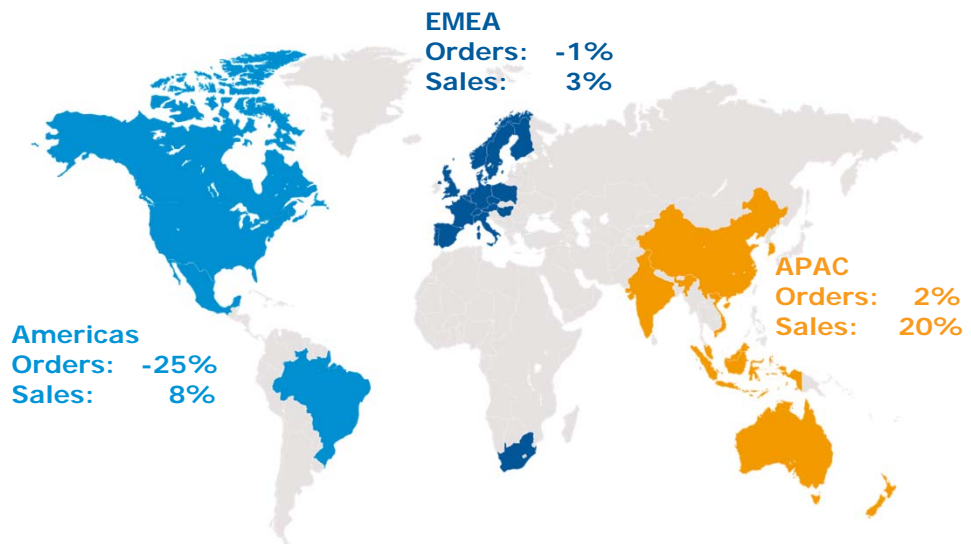 EMEA
Orders: -1%
Sales: 3%
APAC
Orders: 2%
Sales: 20%
Americas
Orders: -25%
Sales: 8%